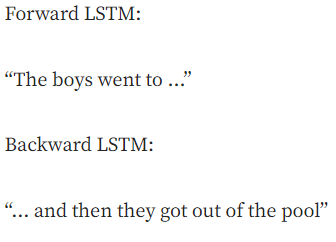 Forward LSTM:
“The boys went to …”
Backward LSTM:
“… and then they got out of the pool”